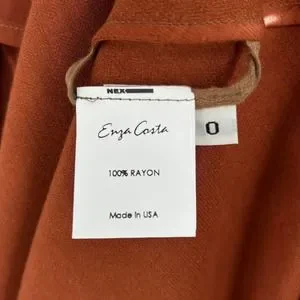 NEX
Enza Costa
0
100% RAYON
Made In USA